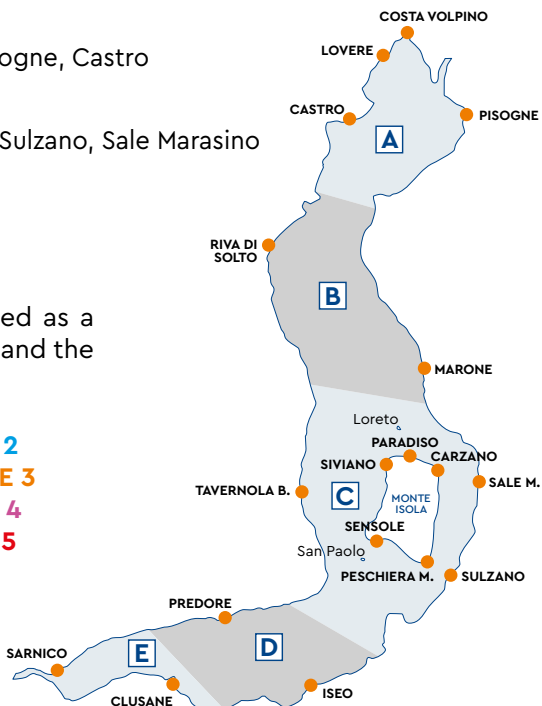 COSTA VOLPINO
LOVERE
ogne, Castro
CASTRO
PISOGNE
A
Sulzano, Sale Marasino
RIVA DI
SOLTO
B
ed as a
and the
MARONE
Loreto
2
PARADISO
CARZANO
SIVIANO
E 3
SALE M.
TAVERNOLA B.
C
MONTE
ISOLA
4
SENSOLE
5
San Paolo
PESCHIERA M.
SULZANO
PREDORE
D
E
SARNICO
ISEO
CLUSANE